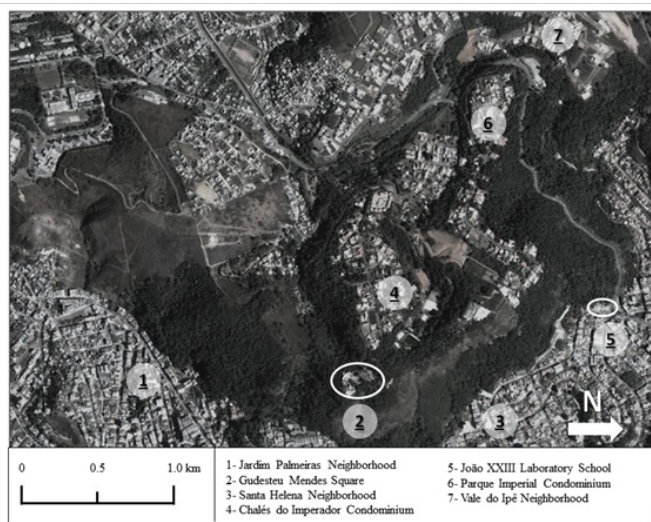 7
6
4
5
1
2
3
N
0 0.5 1.0 km
1- Jardim Palmeiras Neighborhood
2- Gudesteu Mendes Square
3- Santa Helena Neighborhood
4- Chalés do Imperador Condominium
5- João XXIII Laboratory School
6- Parque Imperial Condominium
7- Vale do Ipê Neighborhood